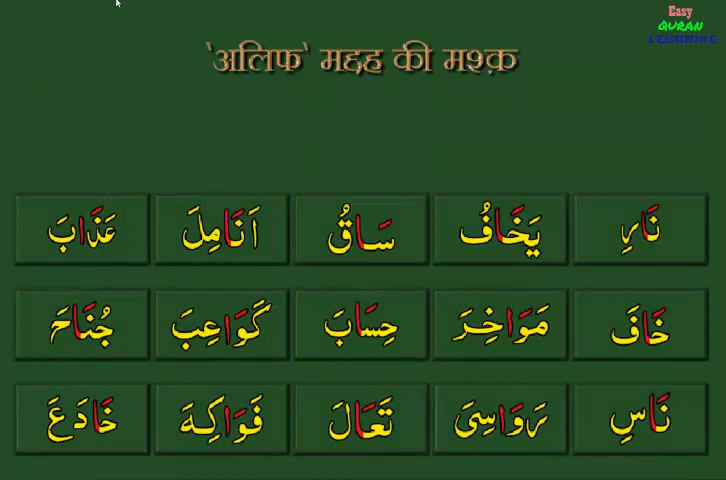 Easy
QURAN
LEARNING
'अलिफ' मद्दह की मश्क़
نَارِ يَخَافُ سَاقُ اَنَامِلَ عَذَابَ
خَافَ مَوَاخِرَ حِسَابَ كَوَاعِبَ جُنَاحَ
نَاسِ رَوَاسِىَ تَعَالَ فَوَاكِهَ خَادَعَ